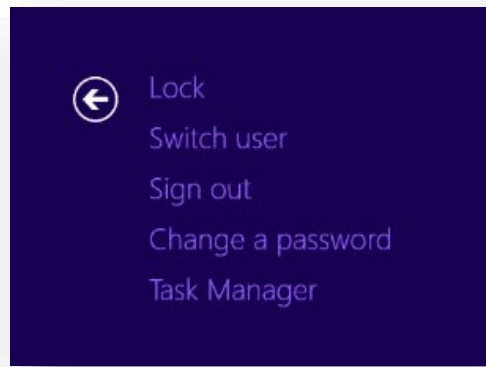 Lock
Switch user
Sign out
Change a password
Task Manager